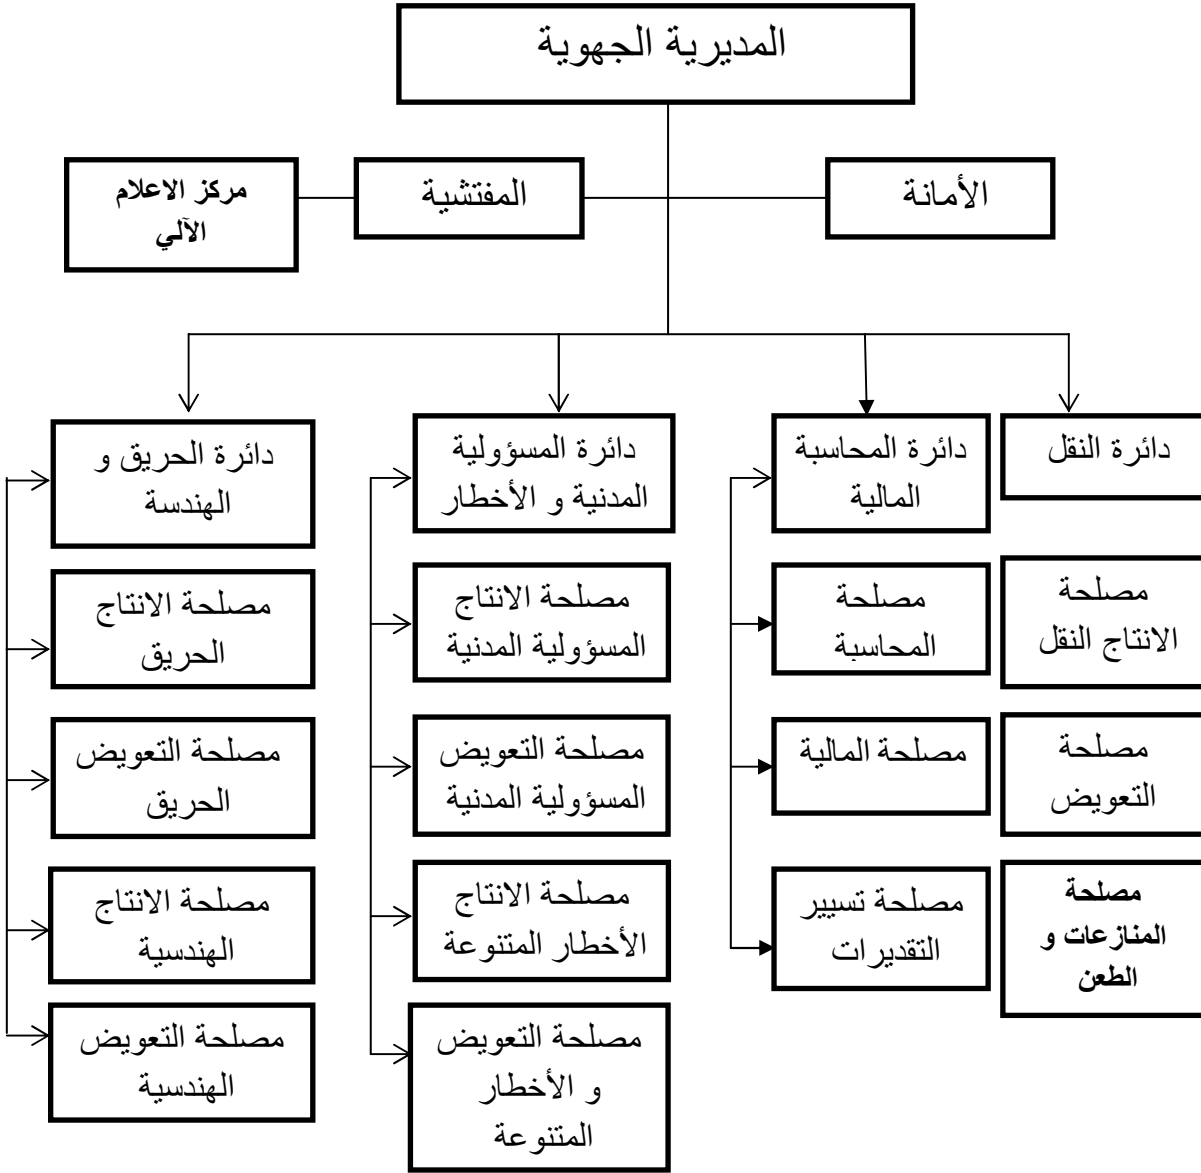 المديرية الجهوية
الأمانة
المفتشية
مركز الاعلام
الآلي
دائرة النقل
مصلحة
الانتاج النقل
مصلحة
التعويض
مصلحة
المنازعات و
الطعن
دائرة المحاسبة
المالية
مصلحة
المحاسبة
مصلحة المالية
مصلحة تسيير
التقديرات
دائرة المسؤولية
المدنية و الأخطار
مصلحة الانتاج
المسؤولية المدنية
مصلحة التعويض
المسؤولية المدنية
مصلحة الانتاج
الأخطار المتنوعة
مصلحة التعويض
و الأخطار
المتنوعة
دائرة الحريق و
الهندسة
مصلحة الانتاج
الحريق
مصلحة التعويض
الحريق
مصلحة الانتاج
الهندسية
مصلحة التعويض
الهندسية